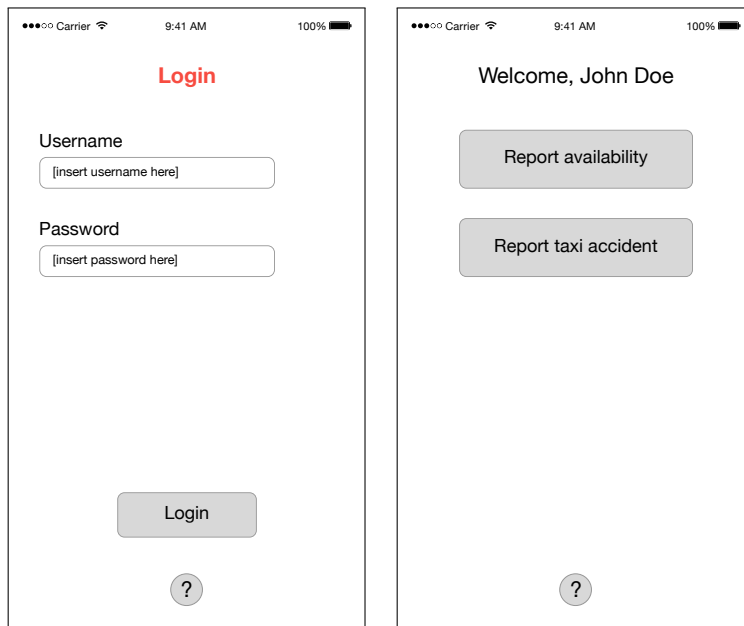 ●●●○○ Carrier 9:41 AM 100%
Login
Username
[insert username here]
Password
[insert password here]
Login
?
●●●○○ Carrier 9:41 AM 100%
Welcome, John Doe
Report availability
Report taxi accident
?